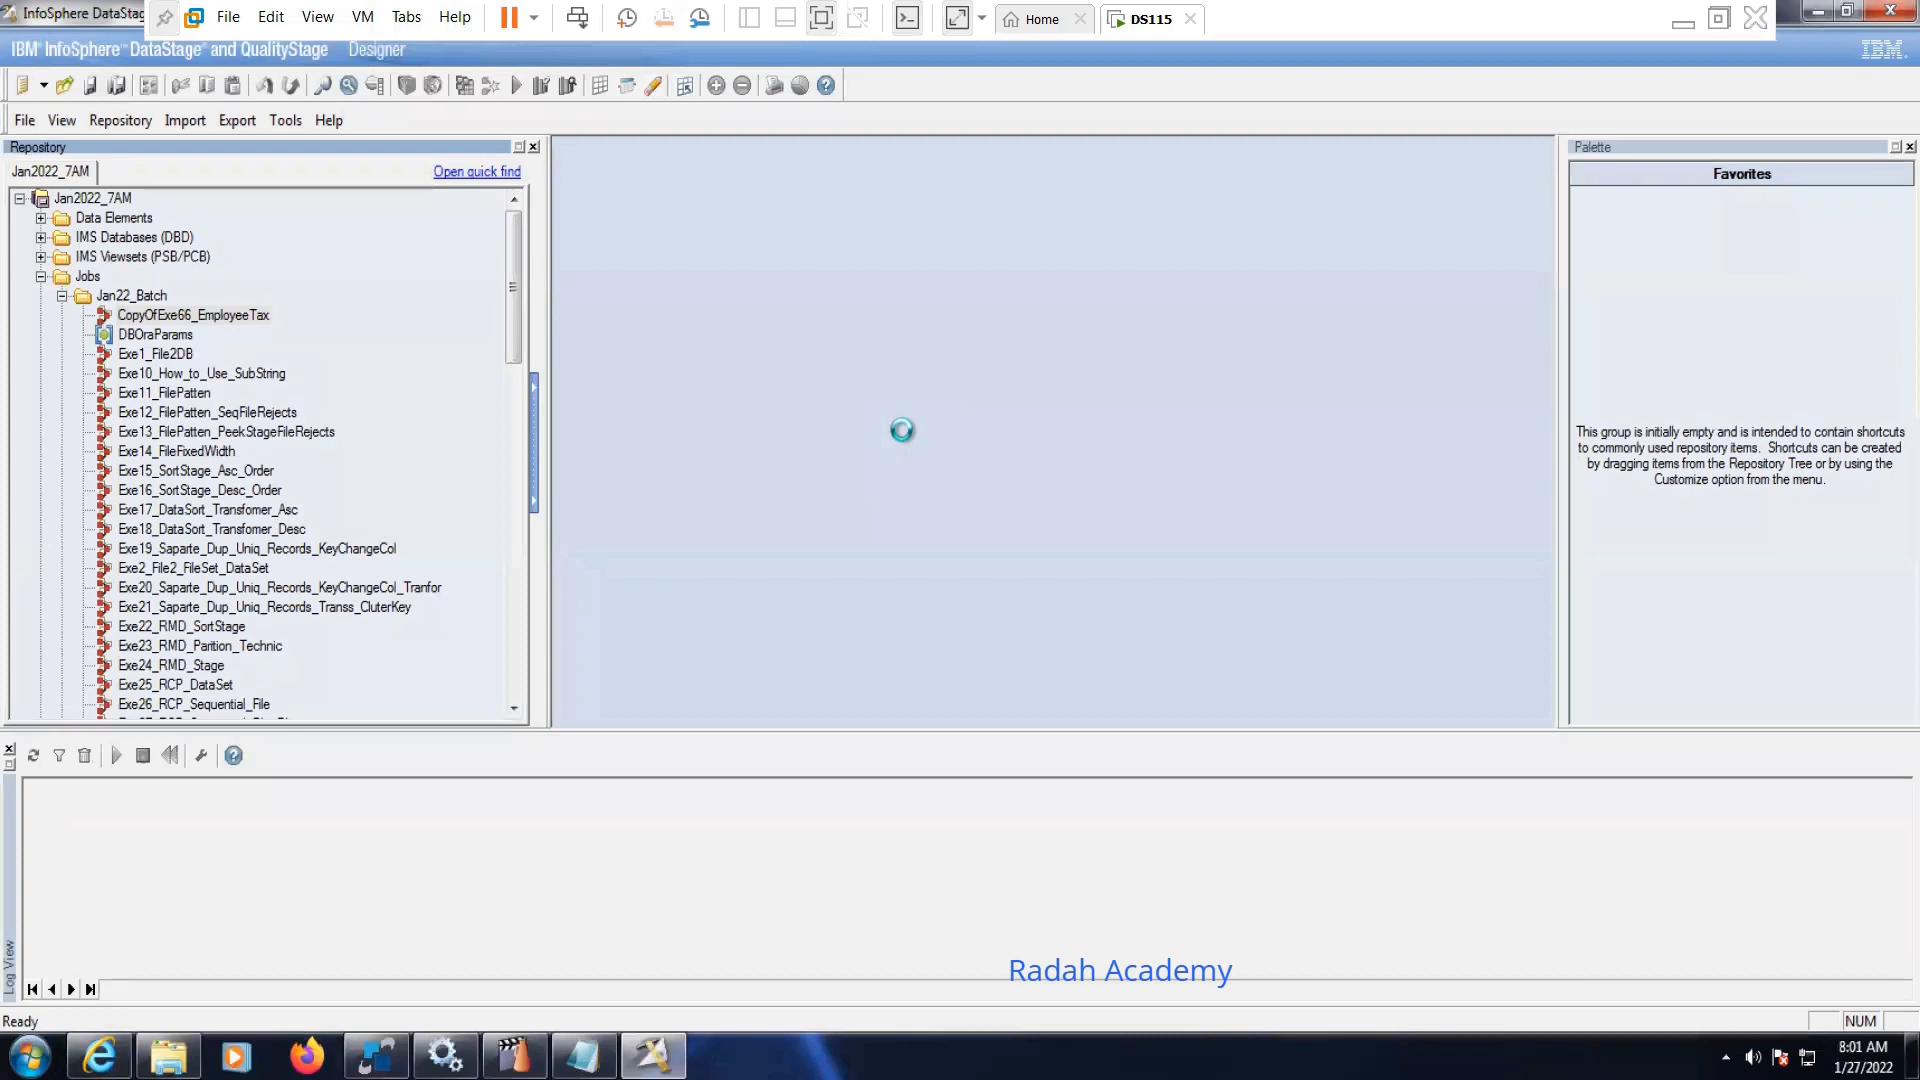 InfoSphere DataStag
File Edit View VM Tabs Help
Home
DS115
IBM InfoSphere DataStage and QualityStage Designer
IBM.
File View Repository Import Export Tools Help
Repository
Jan2022_7AM
Open quick find
Jan2022_7AM
Data Elements
IMS Databases (DBD)
IMS Viewsets (PSB/PCB)
Jobs
Jan22_Batch
CopyOfExe66_EmployeeTax
DBOraParams
Exe1_File2DB
Exe10_How_to_Use_SubString
Exe11_FilePatten
Exe12_FilePatten_SeqFileRejects
Exe13_FilePatten_PeekStageFileRejects
Exe14_FileFixedWidth
Exe15_SortStage_Asc_Order
Exe16_SortStage_Desc_Order
Exe17_DataSort_Transfomer_Asc
Exe18_DataSort_Transfomer_Desc
Exe19_Saparte_Dup_Uniq_Records_KeyChangeCol
Exe2_File2_FileSet_DataSet
Exe20_Saparte_Dup_Uniq_Records_KeyChangeCol_Tranfor
Exe21_Saparte_Dup_Uniq_Records_Transs_CluterKey
Exe22_RMD_SortStage
Exe23_RMD_Parition_Technic
Exe24_RMD_Stage
Exe25_RCP_DataSet
Exe26_RCP_Sequential_File
Palette
Favorites
This group is initially empty and is intended to contain shortcuts
to commonly used repository items. Shortcuts can be created
by dragging items from the Repository Tree or by using the
Customize option from the menu.
Log View
Radah Academy
Ready
NUM
8:01 AM
1/27/2022